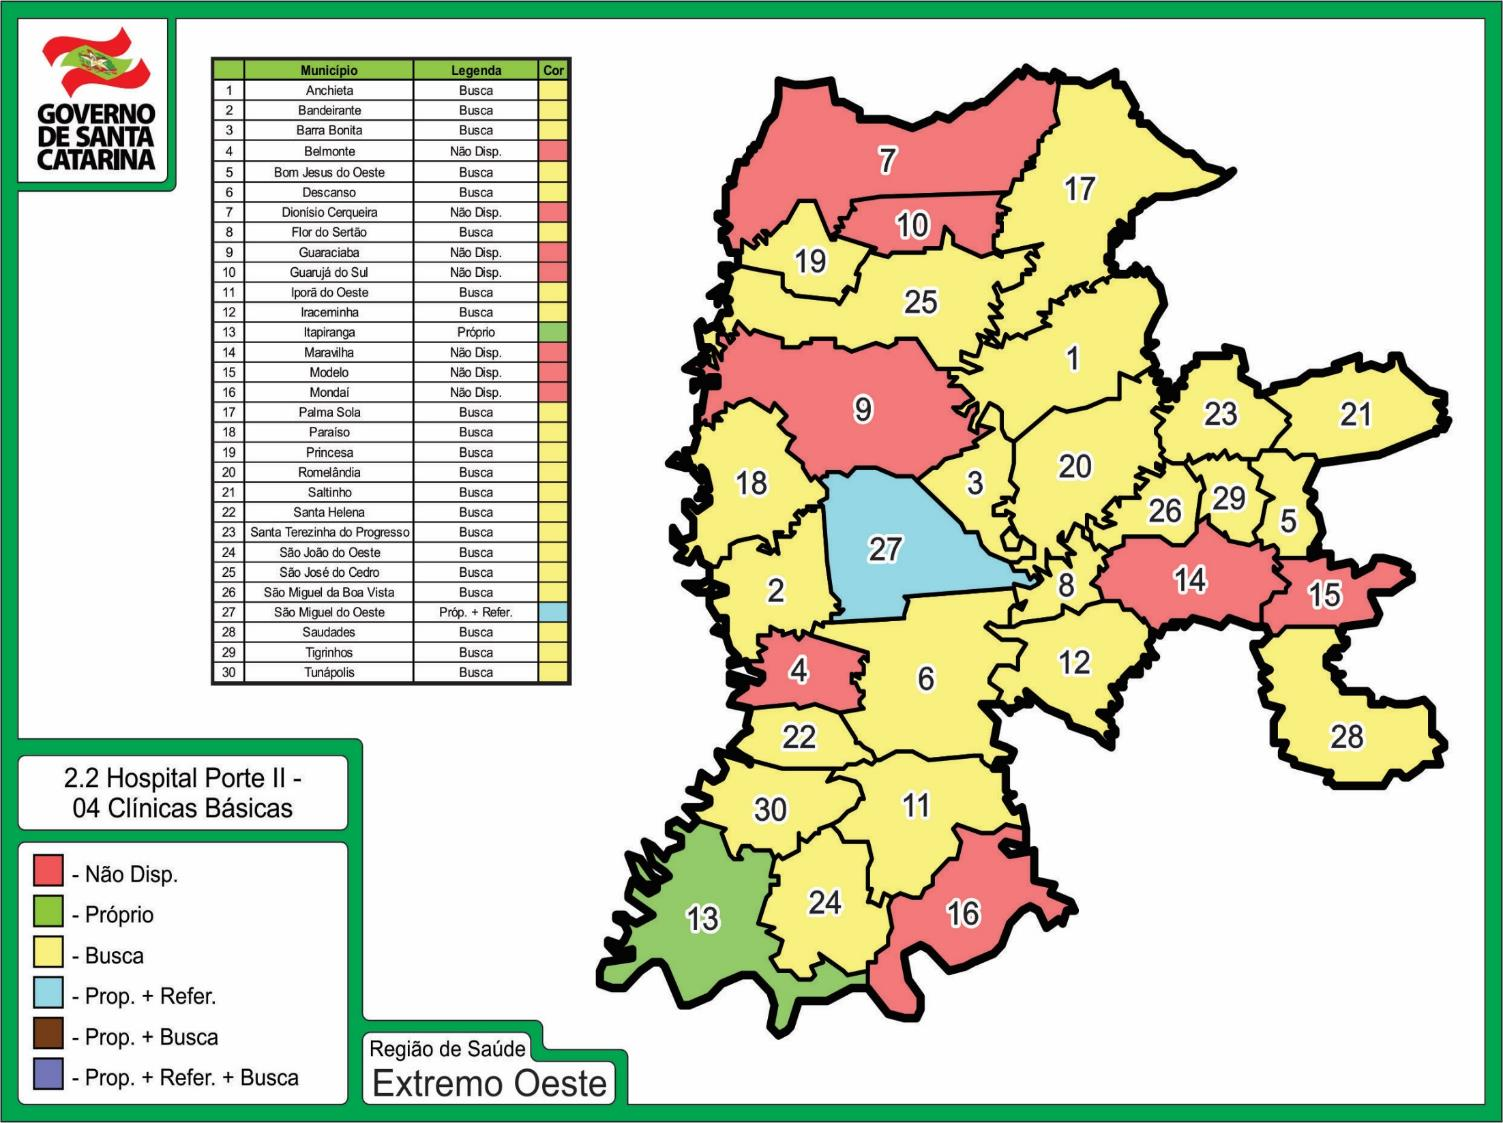 GOVERNO
DE SANTA
CATARINA
Município Legenda Cor
1 Anchieta Busca
2 Bandeirante Busca
3 Barra Bonita Busca
4 Belmonte Não Disp.
5 Bom Jesus do Oeste Busca
6 Descanso Busca
7 Dionísio Cerqueira Não Disp.
8 Flor do Sertão Busca
9 Guaraciaba Não Disp.
10 Guarujá do Sul Não Disp.
11 Iporã do Oeste Busca
12 Iraceminha Busca
13 Itapiranga Próprio
14 Maravilha Não Disp.
15 Modelo Não Disp.
16 Mondaí Não Disp.
17 Palma Sola Busca
18 Paraíso Busca
19 Princesa Busca
20 Romelândia Busca
21 Saltinho Busca
22 Santa Helena Busca
23 Santa Terezinha do Progresso Busca
24 São João do Oeste Busca
25 São José do Cedro Busca
26 São Miguel da Boa Vista Busca
27 São Miguel do Oeste Próp. + Refer.
28 Saudades Busca
29 Tigrinhos Busca
30 Tunápolis Busca
7
17
10
19
25
1
9
23
21
18
3
20
26
29
5
27
2
8
14
15
4
6
12
22
28
30
11
13
24
16
2.2 Hospital Porte II -
04 Clínicas Básicas
- Não Disp.
- Próprio
- Busca
- Prop. + Refer.
- Prop. + Busca
- Prop. + Refer. + Busca
Região de Saúde
Extremo Oeste